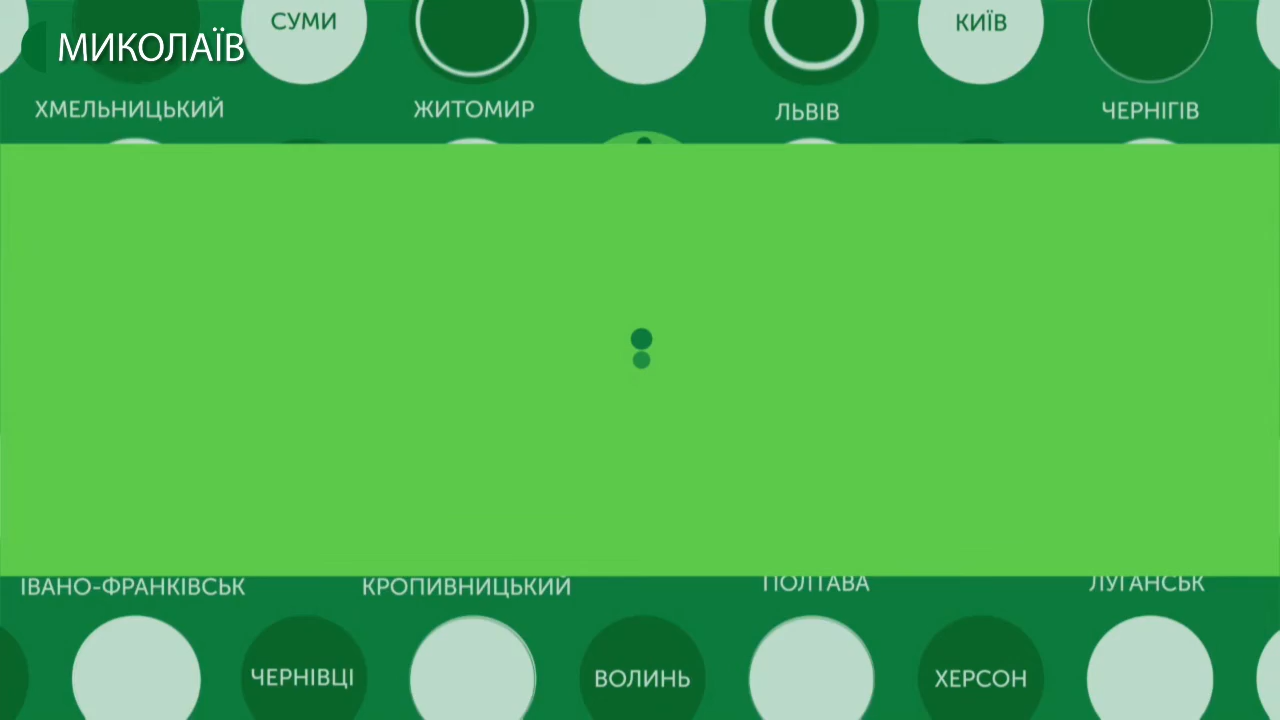 СУМИ
КИЇВ
МИКОЛАЇВ
ХМЕЛЬНИЦЬКИЙ
ЖИТОМИР
ЛЬВІВ
ЧЕРНІГІВ
ІВАНО-ФРАНКІВСЬК
КРОПИВНИЦЬКИЙ
ПОЛТАВА
ЛУГАНСЬК
ЧЕРНІВЦІ
ВОЛИНЬ
ХЕРСОН